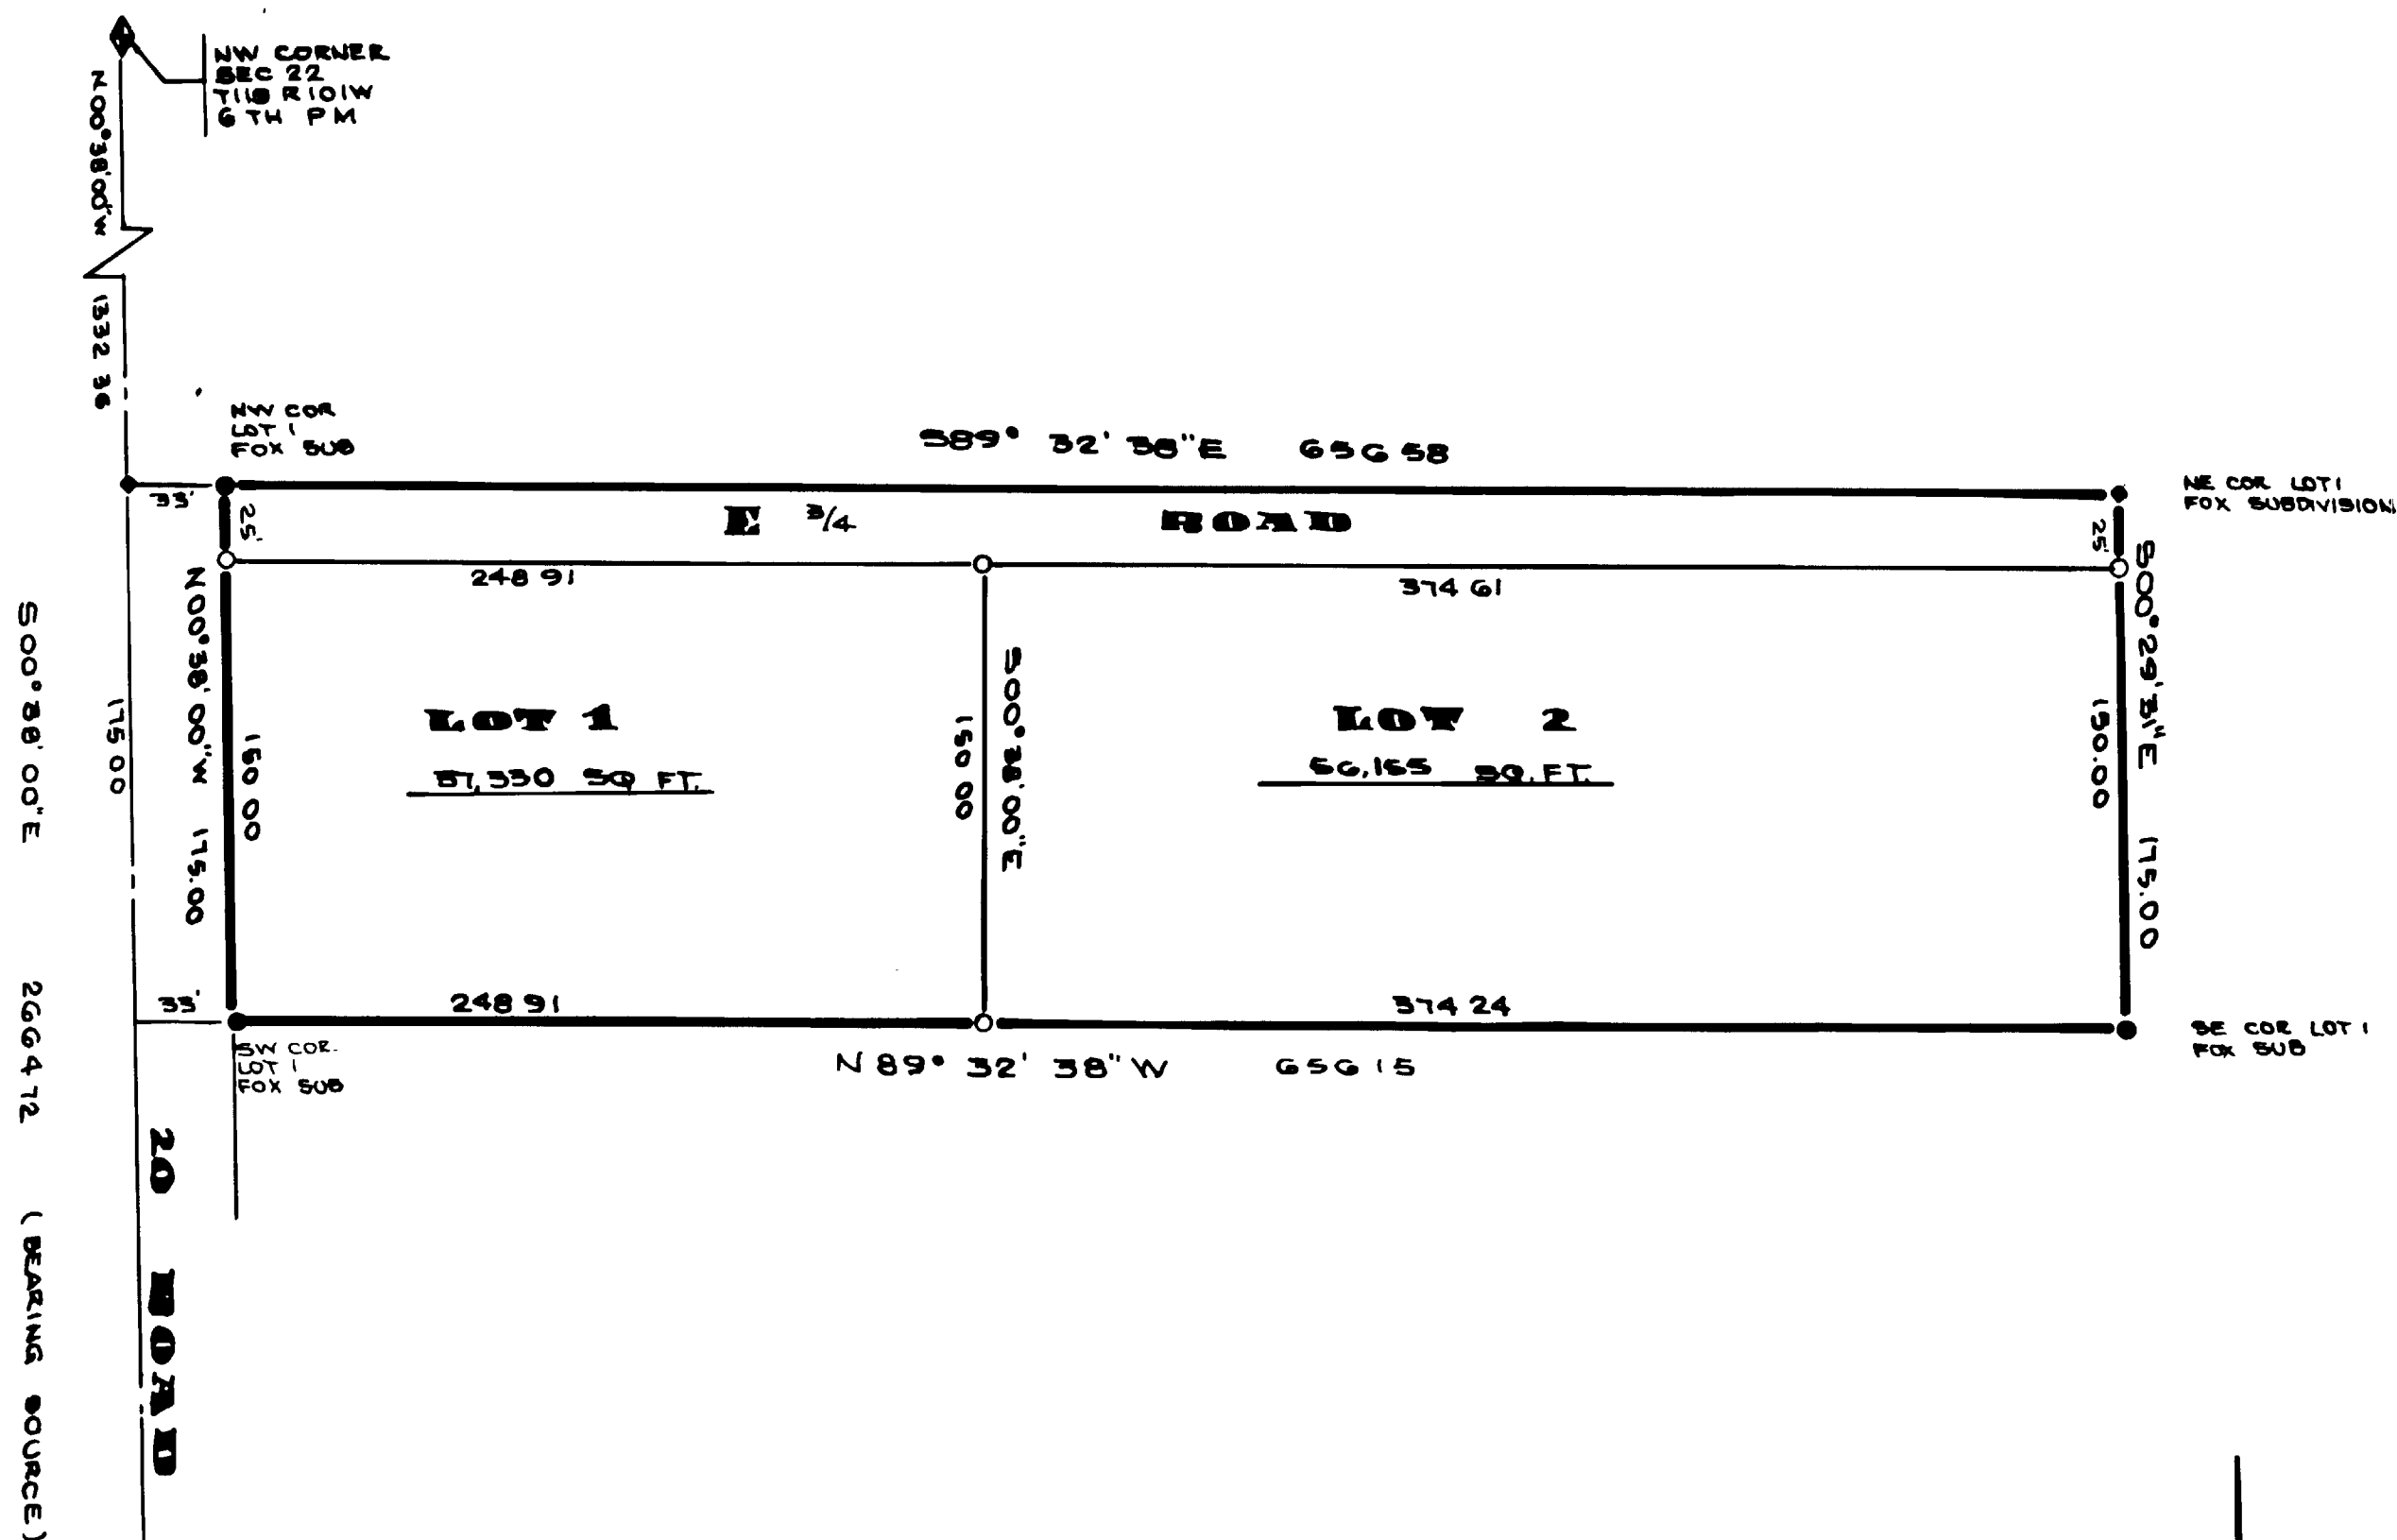 NW CORNER
SEC 22
T11S R101W
6TH PM
N00°38'00"W 1332 36
NW COR
LOT 1
FOX SUB
S89° 32' 38"E 656 58
NE COR LOT 1
FOX SUBDIVISION
33'
25'
E 3/4 ROAD
25'
248 91
374 61
S00°38'00"E 2664 72 (BEARING SOURCE)
175 00
N00°38'00"W 175.00
150 00
LOT 1
37,330 SQ FT.
150 00
S00°38'00"E
LOT 2
56,155 SQ. FT.
150.00
S00°29'31"E 175.00
33'
248 91
374 24
SW COR.
LOT 1
FOX SUB
N 89° 32' 38" W 656 15
SE COR LOT 1
FOX SUB
20 ROAD